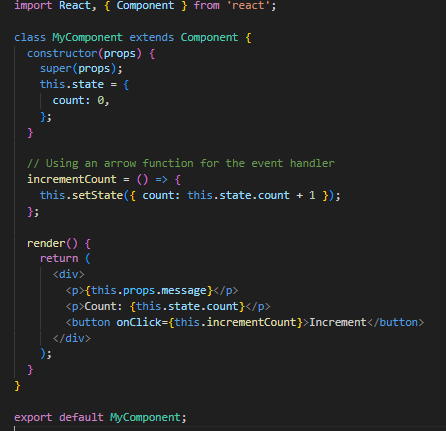 import React, { Component } from 'react';

class MyComponent extends Component {
  constructor(props) {
    super(props);
    this.state = {
      count: 0,
    };
  }

  // Using an arrow function for the event handler
  incrementCount = () => {
    this.setState({ count: this.state.count + 1 });
  };

  render() {
    return (
      <div>
        <p>{this.props.message}</p>
        <p>Count: {this.state.count}</p>
        <button onClick={this.incrementCount}>Increment</button>
      </div>
    );
  }
}

export default MyComponent;